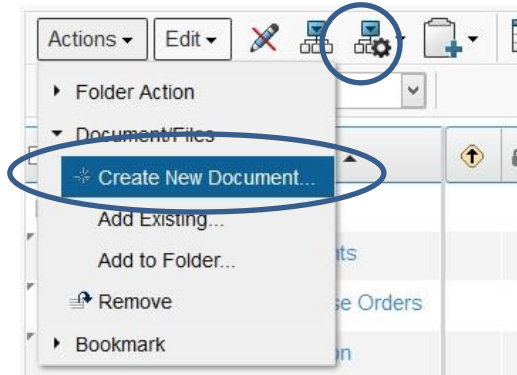 Actions Edit
Folder Action
Document/Files
Create New Document...
Add Existing...
Add to Folder... nts
Remove se Orders
Bookmark on